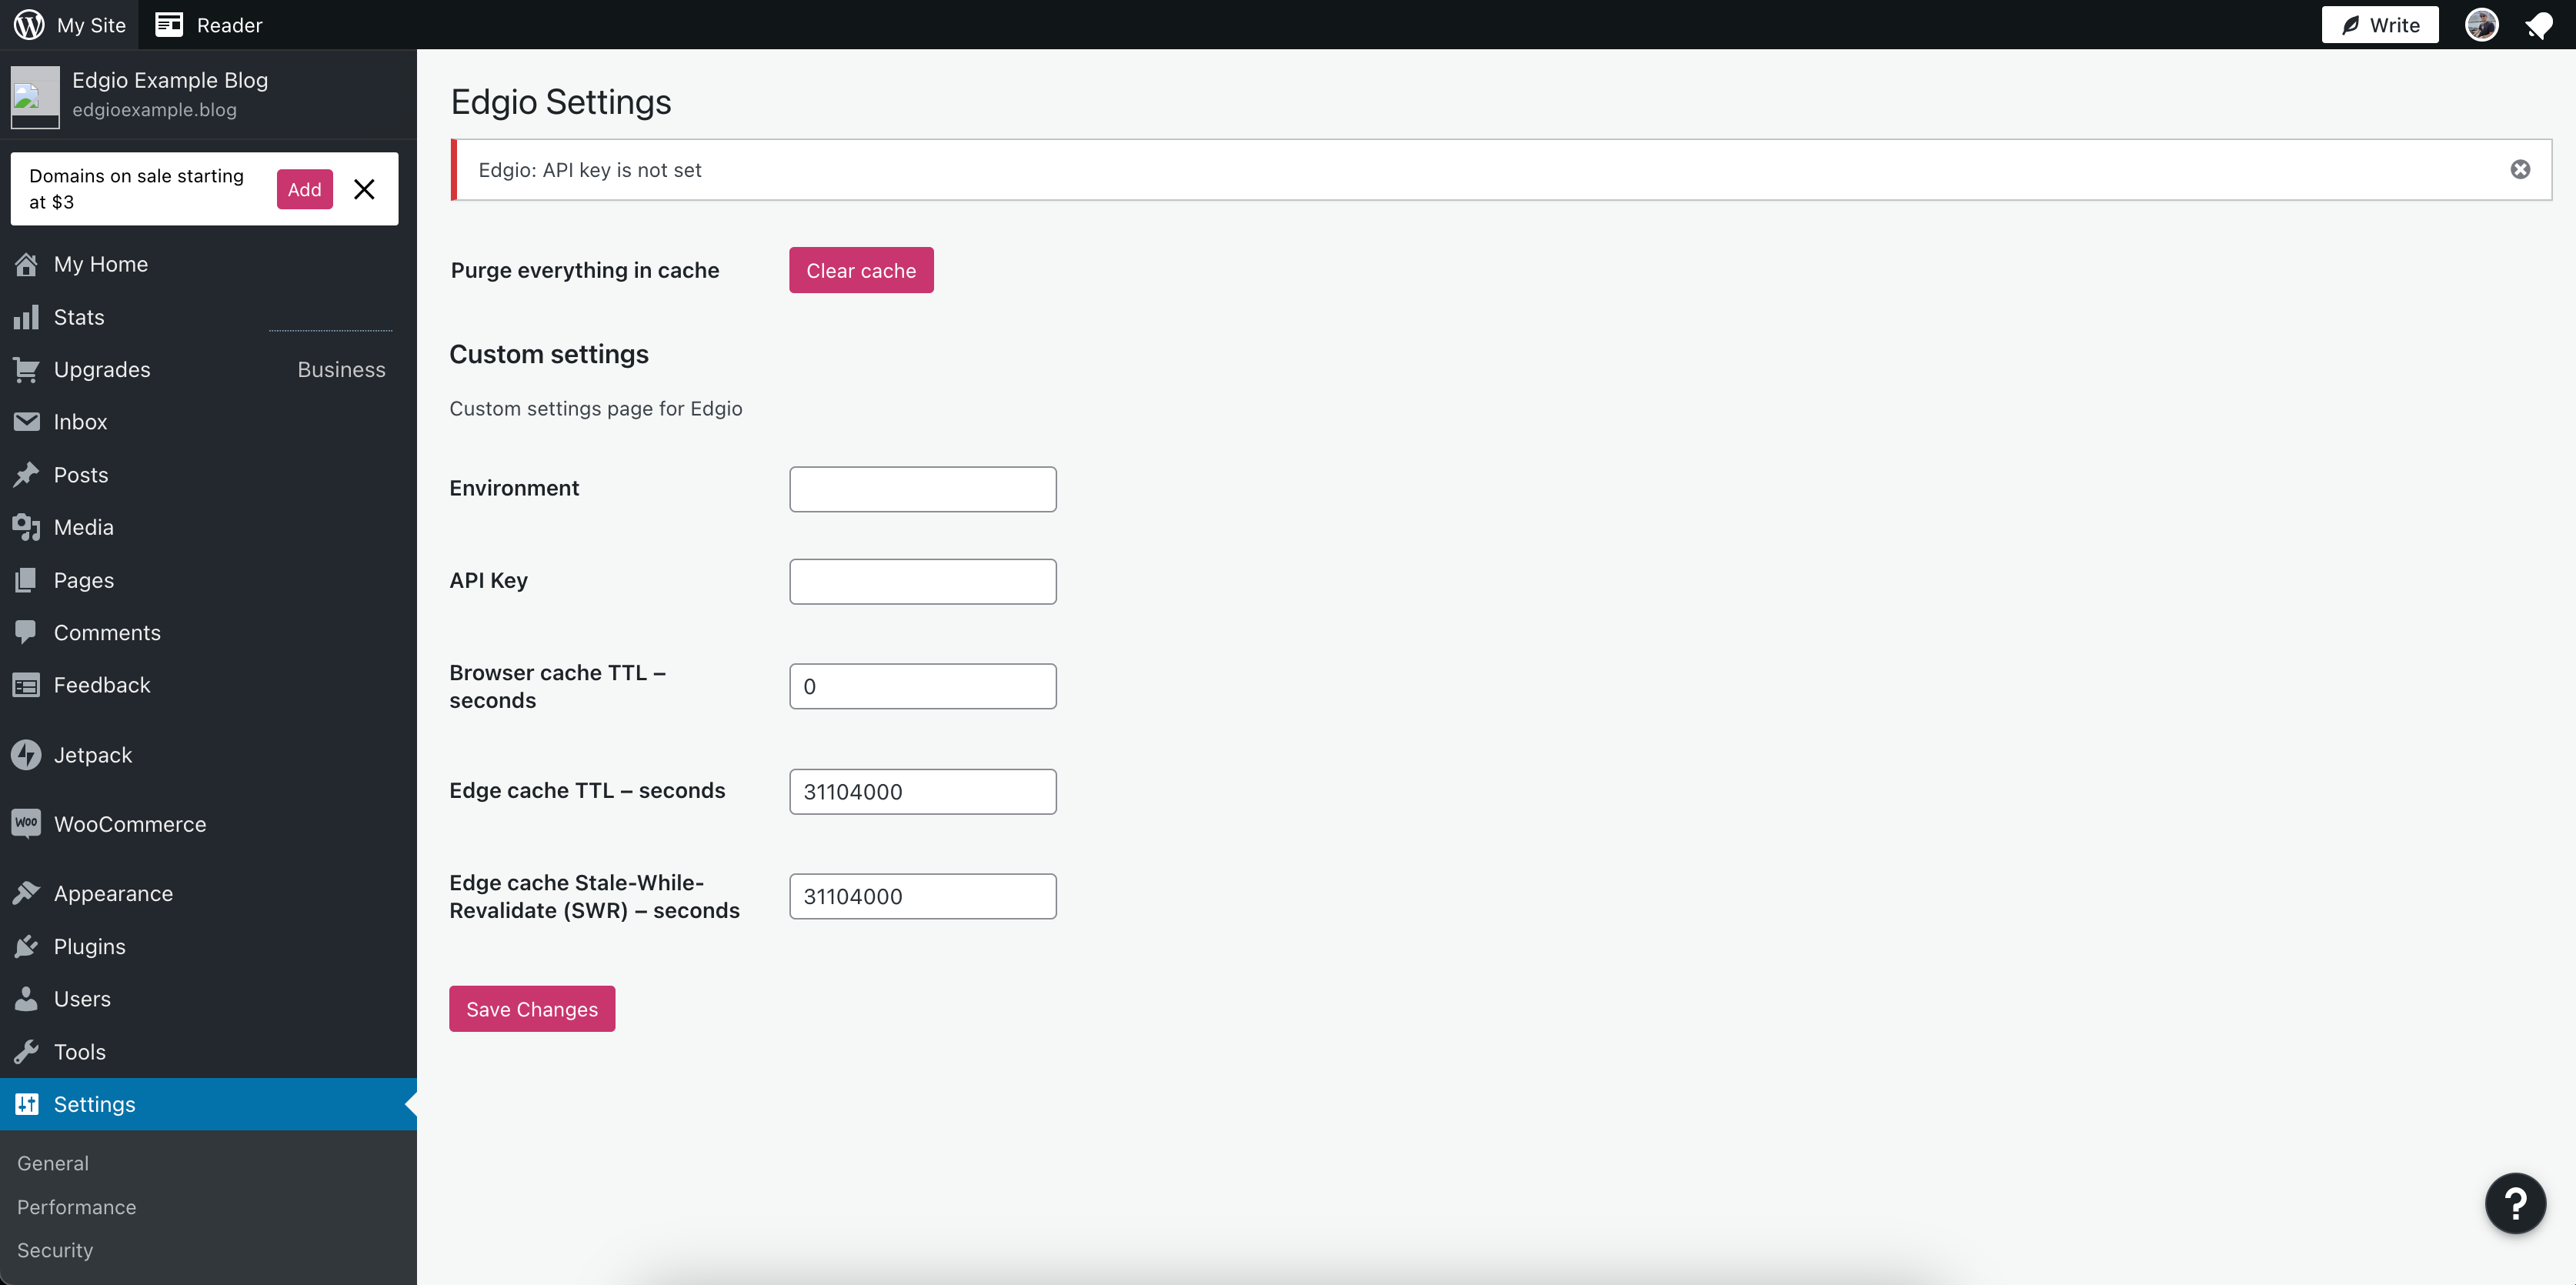 My Site
Reader
Write
Edgio Example Blog
edgioexample.blog
Domains on sale starting
at $3
Add
My Home
Stats
Upgrades
Business
Inbox
Posts
Media
Pages
Comments
Feedback
Jetpack
Woo
WooCommerce
Appearance
Plugins
Users
Tools
Settings
General
Performance
Security
Edgio Settings
Edgio: API key is not set
Purge everything in cache
Clear cache
Custom settings
Custom settings page for Edgio
Environment
API Key
Browser cache TTL –
seconds
0
Edge cache TTL – seconds
31104000
Edge cache Stale-While-
Revalidate (SWR) – seconds
31104000
Save Changes
?